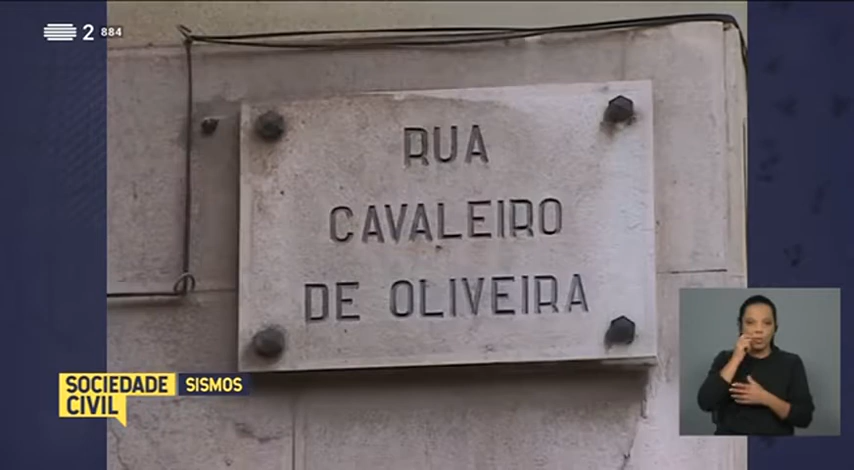 2 884
RUA
CAVALEIRO
DE OLIVEIRA
SOCIEDADE
CIVIL
SISMOS